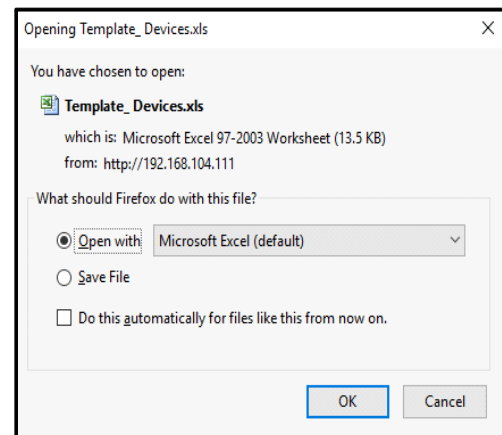 Opening Template_ Devices.xls
You have chosen to open:
Template_ Devices.xls
which is: Microsoft Excel 97-2003 Worksheet (13.5 KB)
from: http://192.168.104.111
What should Firefox do with this file?
Open with Microsoft Excel (default)
Save File
Do this automatically for files like this from now on.
OK Cancel